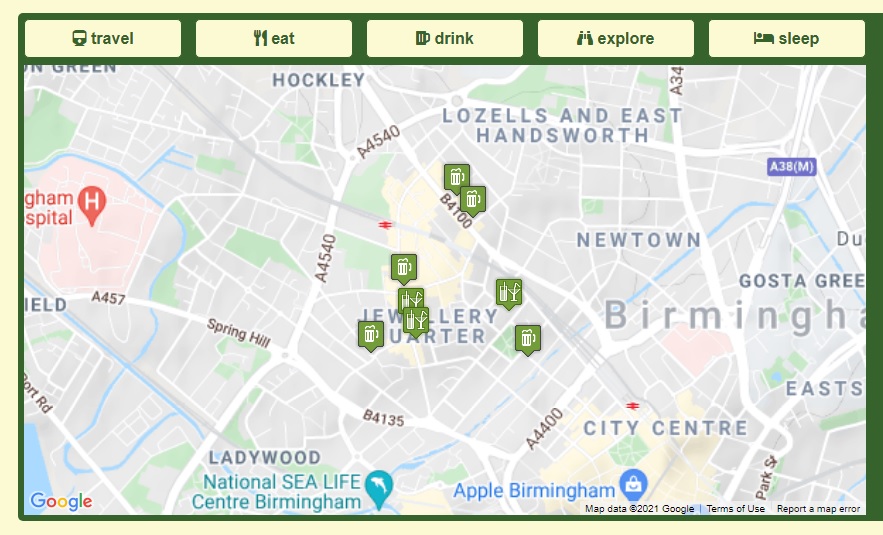 travel
eat
drink
explore
sleep
N GREEN
HOCKLEY
A34
LOZELLS AND EAST
HANDSWORTH
A4540
A38(M)
gham
spital
H
B4100
NEWTOWN
Du
A4540
GOSTA GREE
IELD
A457
JEWELLERY
QUARTER
Birmingha
Spring Hill
ort Rd
EASTS
B4135
A4400
CITY CENTRE
LADYWOOD
Park St
National SEA LIFE
Centre Birmingham
Apple Birmingham
Google
Map data ©2021 Google
Terms of Use
Report a map error